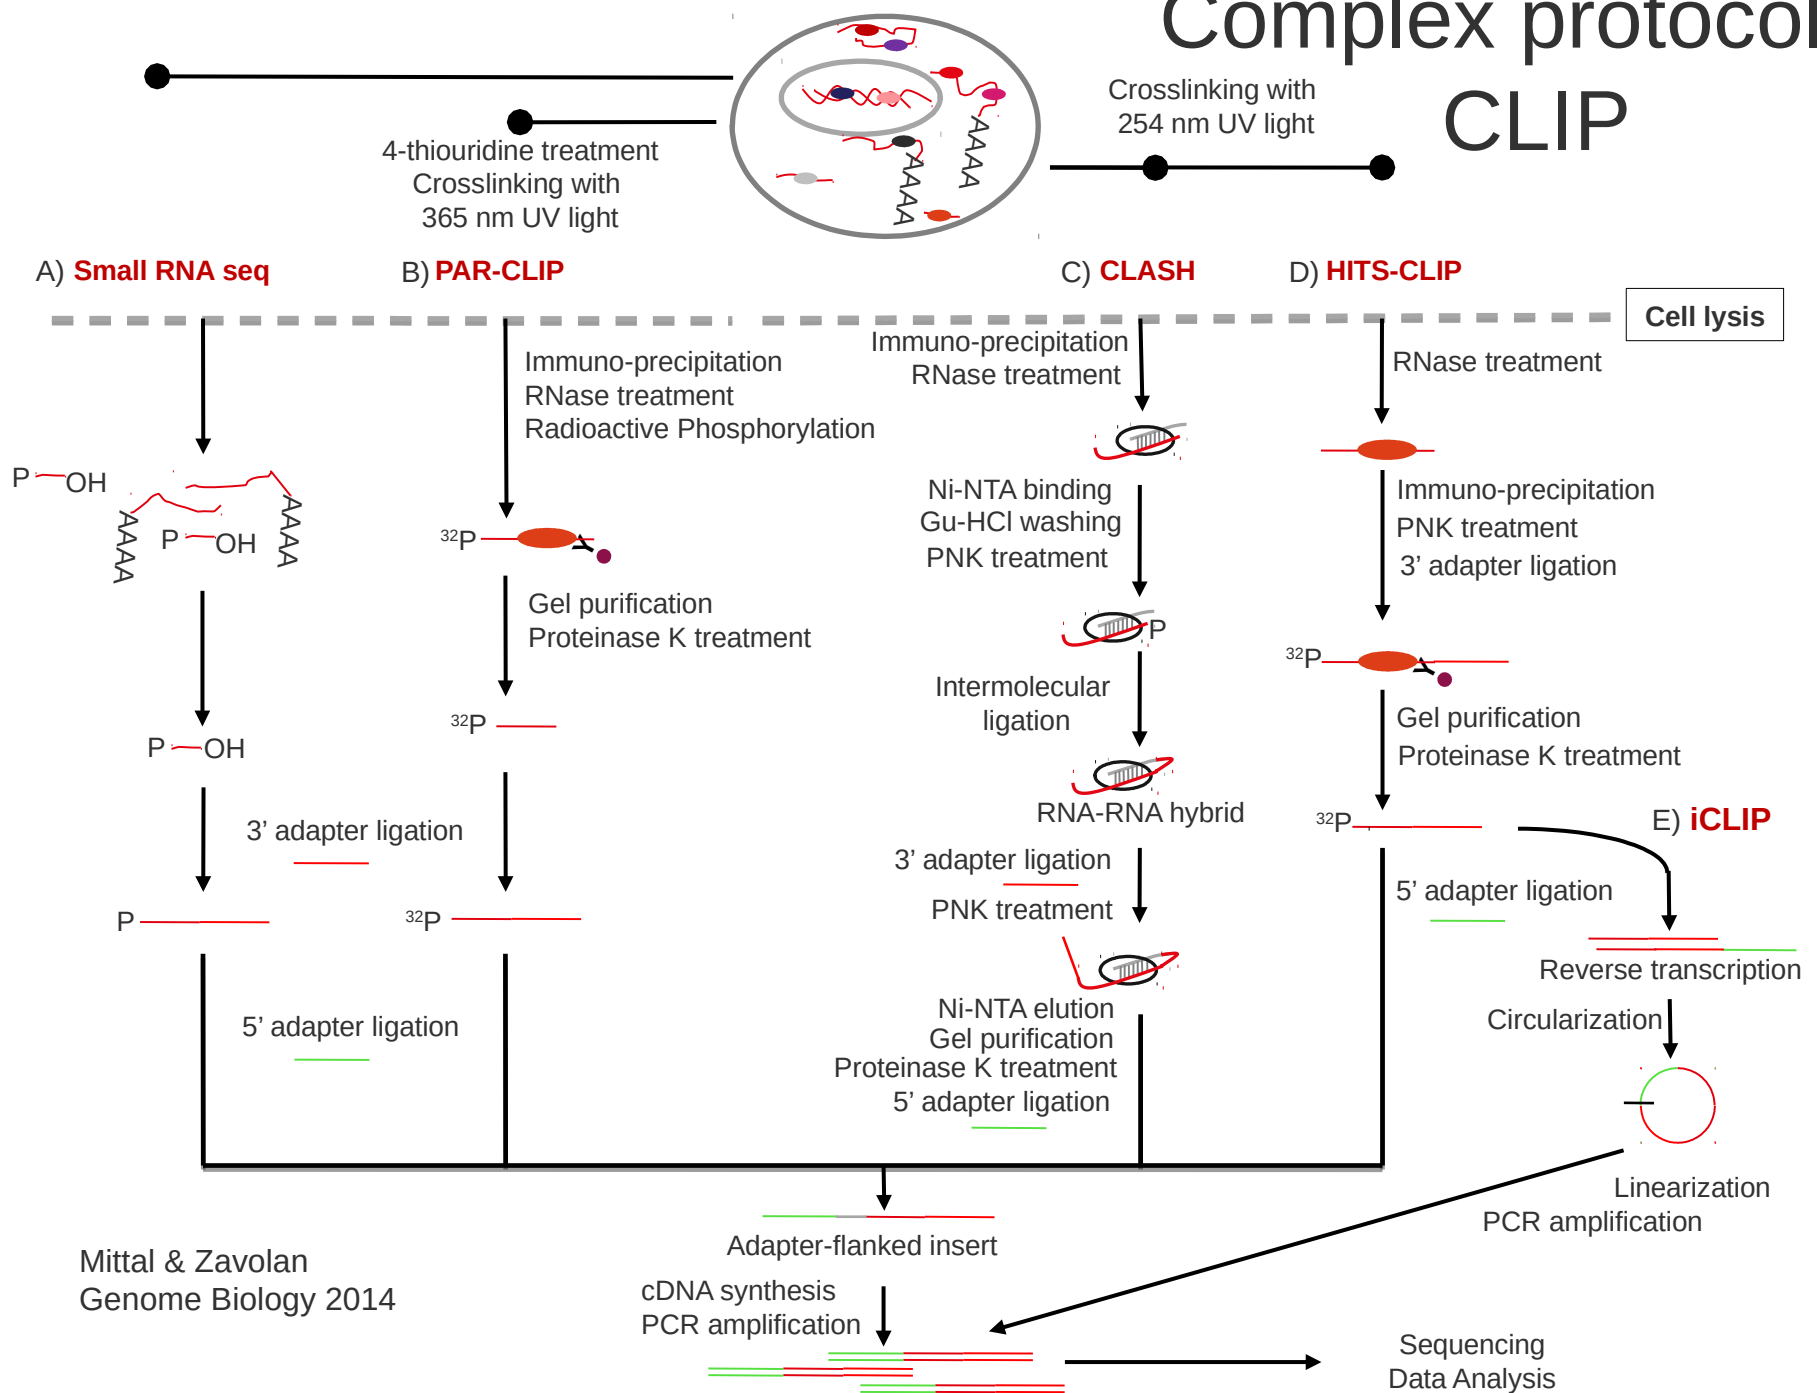 Complex protocol
CLIP
Crosslinking with
254 nm UV light
4-thiouridine treatment
Crosslinking with
365 nm UV light
AAAA
AAAA
A) Small RNA seq
B) PAR-CLIP
C) CLASH
D) HITS-CLIP
Cell lysis
P OH
AAAA
P OH
AAAA
P OH
3’ adapter ligation
P
5’ adapter ligation
Immuno-precipitation
RNase treatment
Radioactive Phosphorylation
32P
Gel purification
Proteinase K treatment
32P
32P
Immuno-precipitation
RNase treatment
Ni-NTA binding
Gu-HCl washing
PNK treatment
P
Intermolecular
ligation
RNA-RNA hybrid
3’ adapter ligation
PNK treatment
Ni-NTA elution
Gel purification
Proteinase K treatment
5’ adapter ligation
RNase treatment
Immuno-precipitation
PNK treatment
3’ adapter ligation
32P
Gel purification
Proteinase K treatment
32P
5’ adapter ligation
E) iCLIP
Reverse transcription
Circularization
Linearization
PCR amplification
Adapter-flanked insert
cDNA synthesis
PCR amplification
Sequencing
Data Analysis
Mittal & Zavolan
Genome Biology 2014